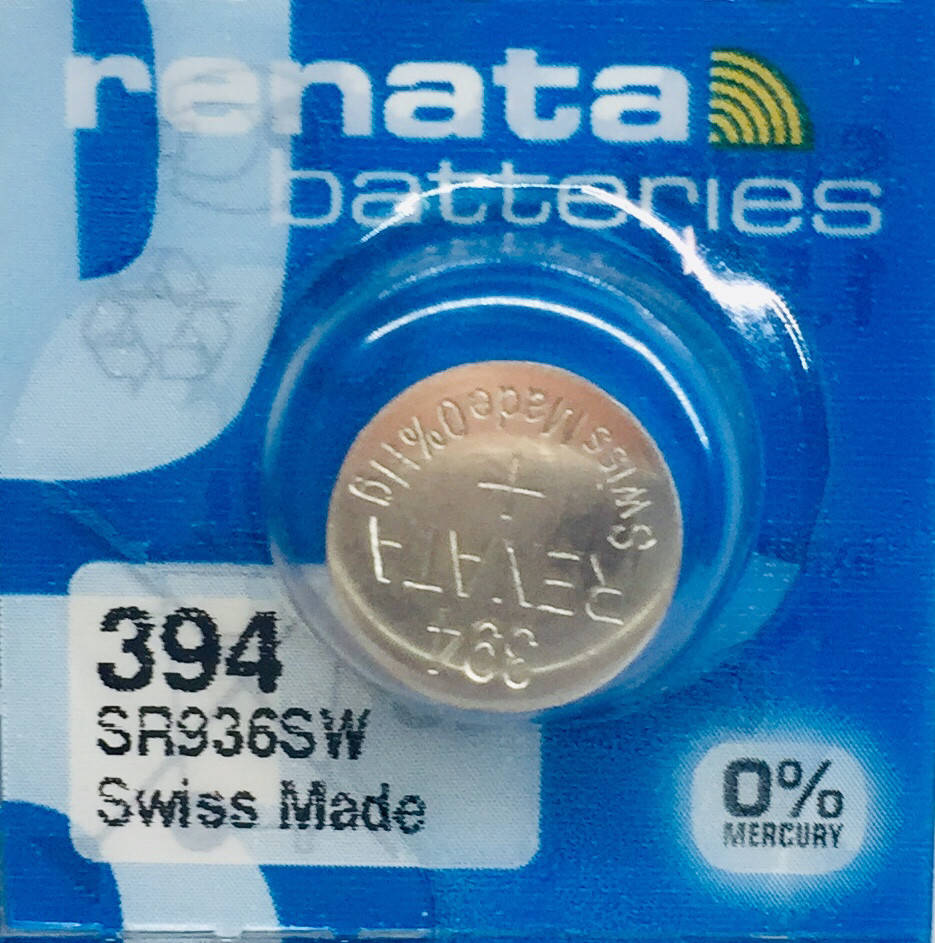 renata
batteries
Swiss Made 0% Hg
+
RENATA
394
394
SR936SW
Swiss Made
0%
MERCURY